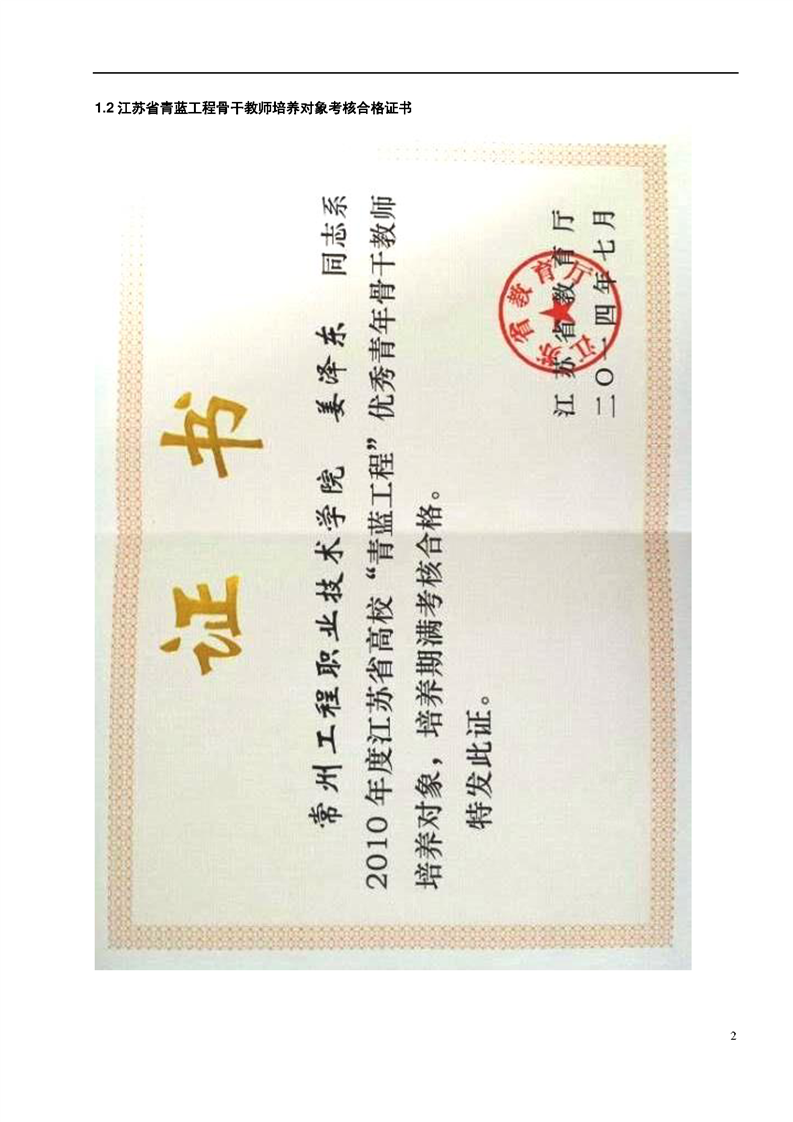 1.2 江苏省青蓝工程骨干教师培养对象考核合格证书
证 书
常州工程职业技术学院 姜泽东 同志系
2010 年度江苏省高校“青蓝工程”优秀青年骨干教师
培养对象，培养期满考核合格。
特发此证。
江苏省教育厅
江苏省教育厅
二〇一四年七月
2